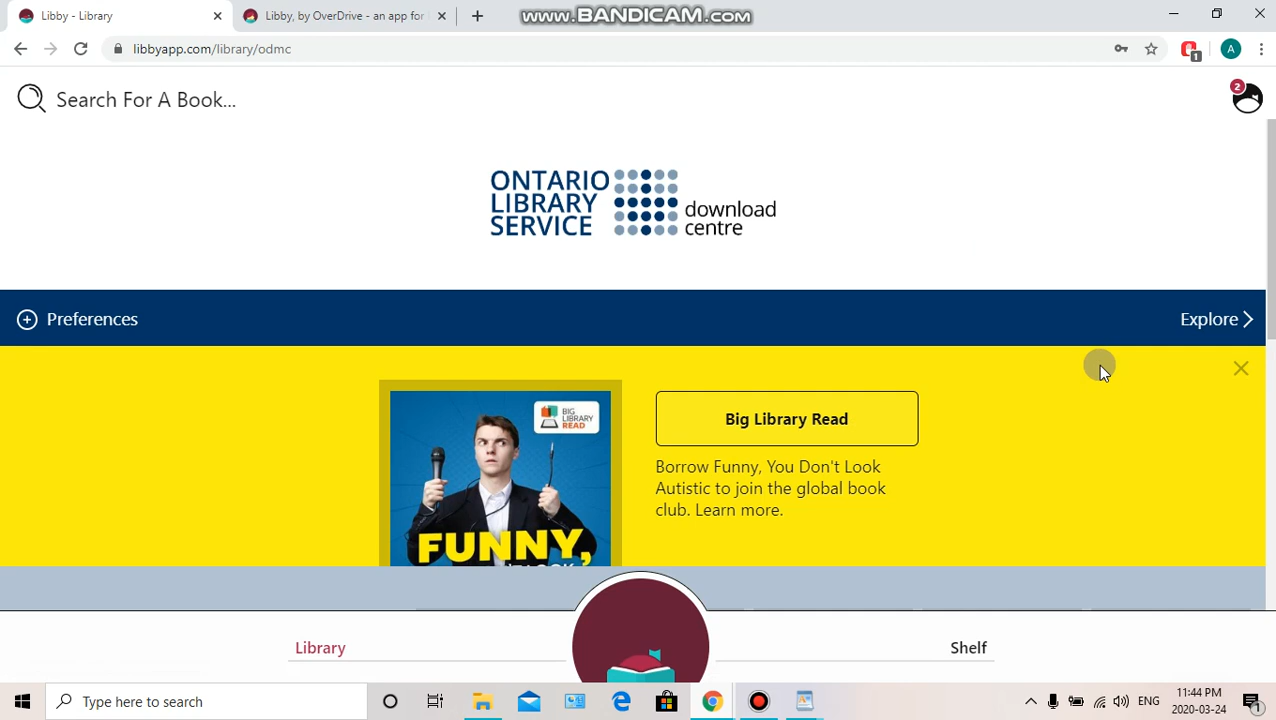 Libby - Library
Libby, by OverDrive - an app for
www.BANDICAM.com
libbyapp.com/library/odmc
1
A
Search For A Book...
2
ONTARIO
LIBRARY
SERVICE
download
centre
Preferences
Explore
BIG
LIBRARY
READ
FUNNY,
Big Library Read
Borrow Funny, You Don't Look
Autistic to join the global book
club. Learn more.
Library
Shelf
Type here to search
ENG
11:44 PM
2020-03-24
1